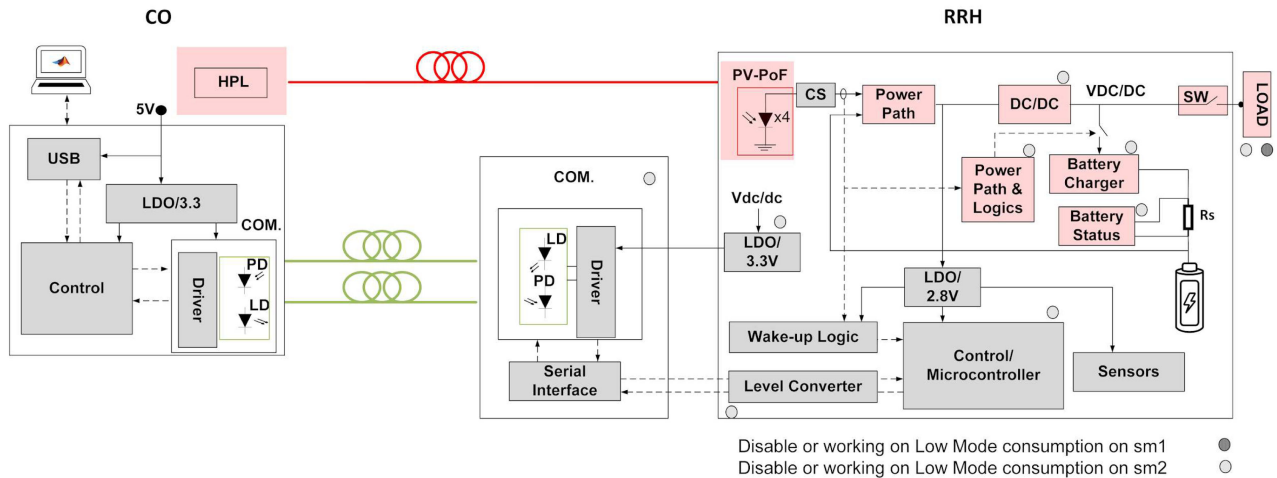 CO
RRH
HPL
5V
USB
LDO/3.3
COM.
Control
Driver
PD
LD
COM.
LD
PD
Driver
Serial
Interface
PV-PoF
x4
CS
Power
Path
DC/DC
VDC/DC
SW
LOAD
Power
Path &
Logics
Battery
Charger
Battery
Status
Rs
Vdc/dc
LDO/
3.3V
LDO/
2.8V
Wake-up Logic
Level Converter
Control/
Microcontroller
Sensors
Disable or working on Low Mode consumption on sm1
Disable or working on Low Mode consumption on sm2